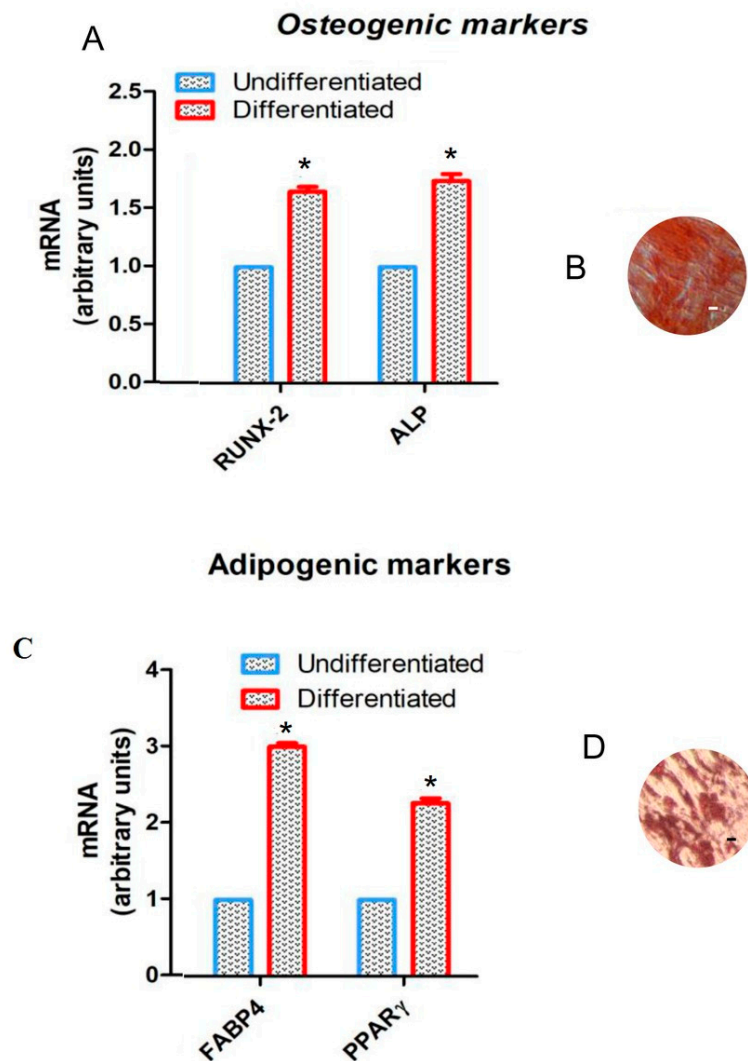 A
Osteogenic markers
Undifferentiated
Differentiated
2.5
2.0
1.5
1.0
0.5
0.0
mRNA
(arbitrary units)
*
*
RUNX-2
ALP
B
Adipogenic markers
C
Undifferentiated
Differentiated
4
3
2
1
0
mRNA
(arbitrary units)
*
*
FABP4
PPARγ
D